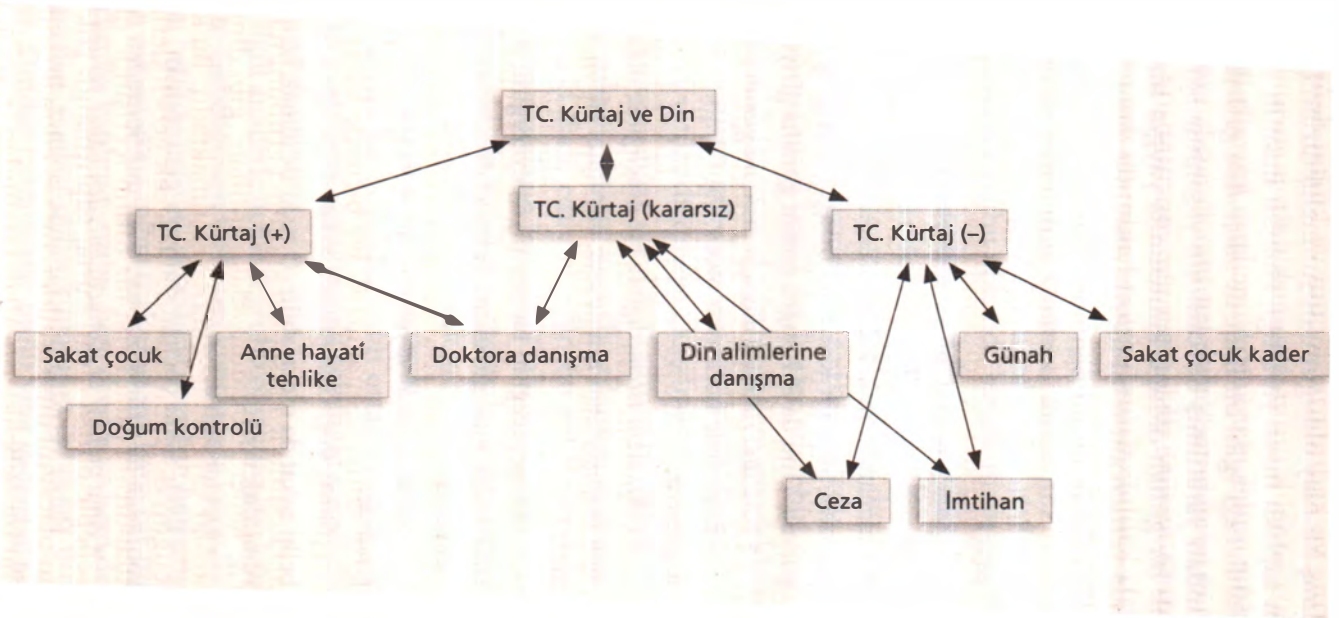 TC. Kürtaj ve Din
TC. Kürtaj (+)
TC. Kürtaj (kararsız)
TC. Kürtaj (–)
Sakat çocuk
Anne hayatî
tehlike
Doktora danışma
Din alimlerine
danışma
Günah
Sakat çocuk kader
Doğum kontrolü
Ceza
İmtihan